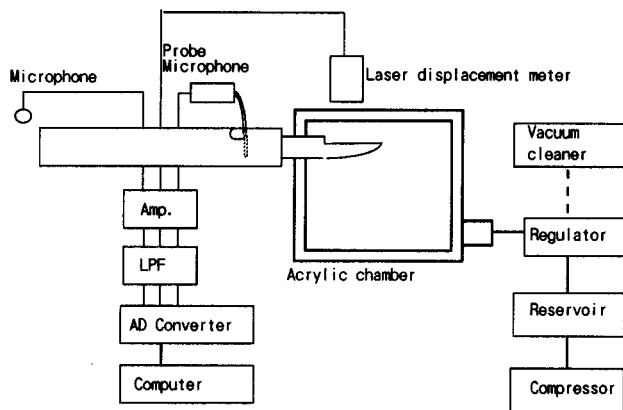 Probe
Microphone
Microphone
Laser displacement meter
Vacuum
cleaner
Amp.
Regulator
LPF
Acrylic chamber
Reservoir
AD Converter
Computer
Compressor